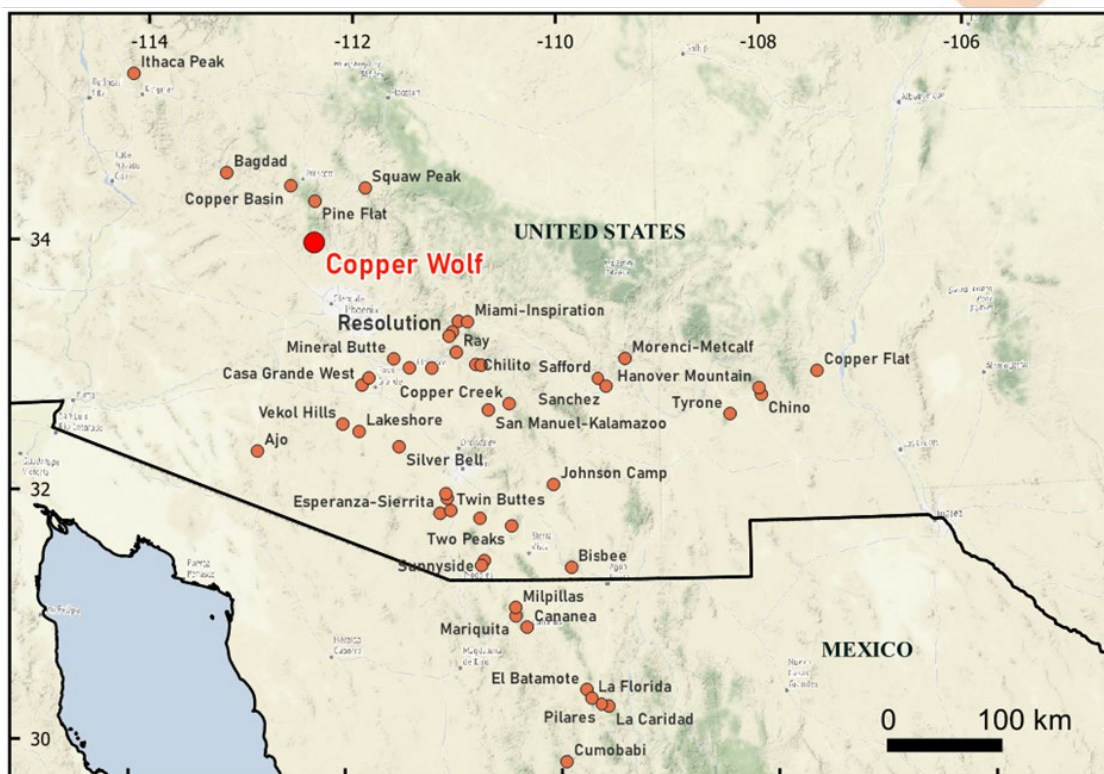 -114 -112 -110 -108 -106
Ithaca Peak
Bagdad
Squaw Peak
Copper Basin
Pine Flat
34
UNITED STATES
Copper Wolf
Miami-Inspiration
Resolution
Ray
Mineral Butte
Morenci-Metcalf
Chilito
Safford
Copper Flat
Casa Grande West
Hanover Mountain
Copper Creek
Sanchez
Tyrone
Chino
Vekol Hills
Lakeshore
San Manuel-Kalamazoo
Ajo
Silver Bell
Johnson Camp
32
Esperanza-Sierrita
Twin Buttes
Two Peaks
Bisbee
Sunnyside
Milpillas
Cananea
Mariquita
MEXICO
El Batamote
La Florida
Pilares
La Caridad
0 100 km
30
Cumobabi